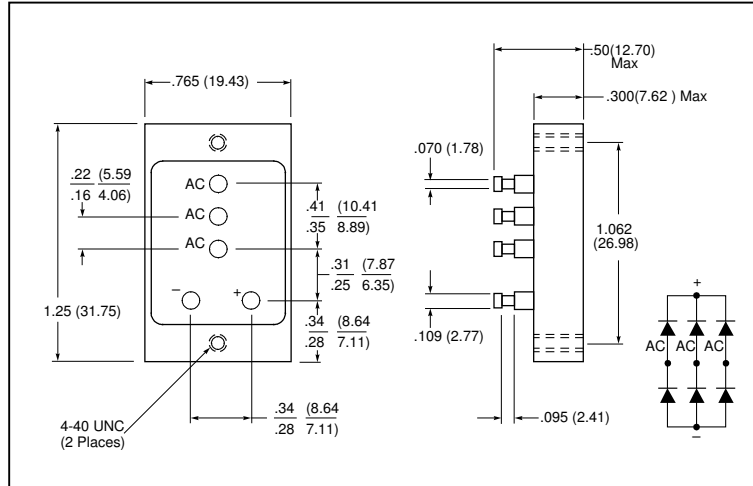 .765 (19.43)
.50(12.70)
Max
.300(7.62 ) Max
.070 (1.78)
.22 (5.59
.16 4.06)
AC
AC
AC
.41 (10.41
.35 8.89)
1.062
(26.98)
.31 (7.87
.25 6.35)
– +
1.25 (31.75)
.34 (8.64
.28 7.11)
.109 (2.77)
+
AC AC AC
–
4-40 UNC
(2 Places)
.34 (8.64
.28 7.11)
.095 (2.41)